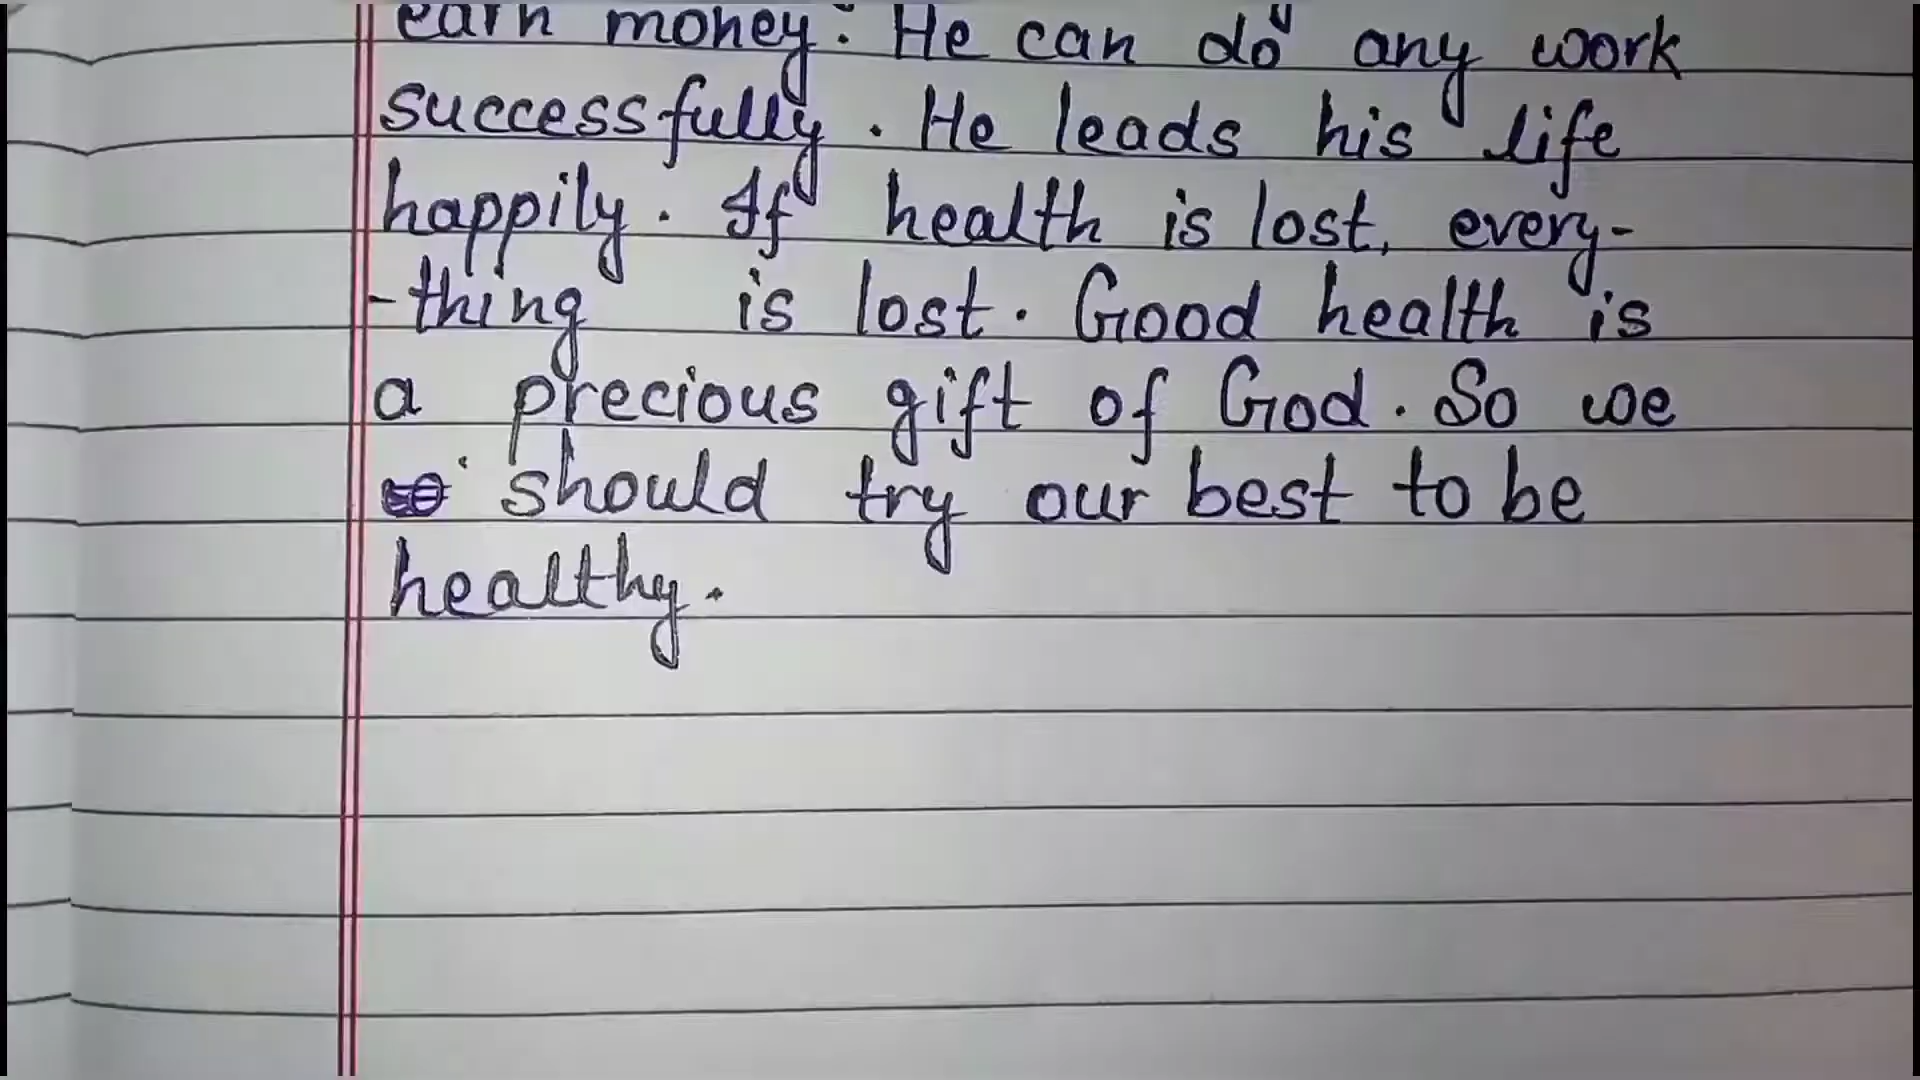 earn money. He can do any work
successfully. He leads his life
happily. If health is lost, every-
-thing is lost. Good health is
a precious gift of God. So we
should try our best to be
healthy.